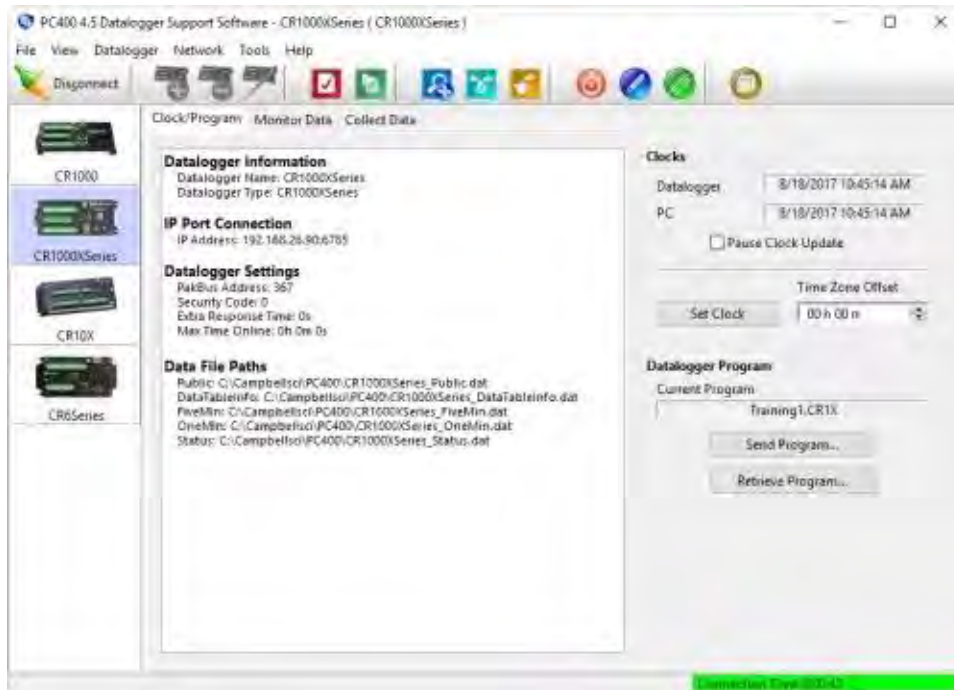 PC400 4.5 Datalogger Support Software - CR1000XSeries ( CR1000XSeries )
File View Datalogger Network Tools Help
Disconnect
CR1000
CR1000XSeries
CR10X
CR6Series
Clock/Program Monitor Data Collect Data
Datalogger Information
Datalogger Name: CR1000XSeries
Datalogger Type: CR1000XSeries
IP Port Connection
IP Address: 192.168.26.90:6785
Datalogger Settings
PakBus Address: 367
Security Code: 0
Extra Response Time: 0s
Max Time Online: 0h 0m 0s
Data File Paths
Public: C:\Campbellsci\PC400\CR1000XSeries_Public.dat
DataTableInfo: C:\Campbellsci\PC400\CR1000XSeries_DataTableInfo.dat
FiveMin: C:\Campbellsci\PC400\CR1000XSeries_FiveMin.dat
OneMin: C:\Campbellsci\PC400\CR1000XSeries_OneMin.dat
Status: C:\Campbellsci\PC400\CR1000XSeries_Status.dat
Clocks
Datalogger 8/18/2017 10:45:14 AM
PC 8/18/2017 10:45:14 AM
Pause Clock Update
Time Zone Offset
Set Clock 00 h 00 m
Datalogger Program
Current Program
Training1.CR1X
Send Program...
Retrieve Program...
Connection Time